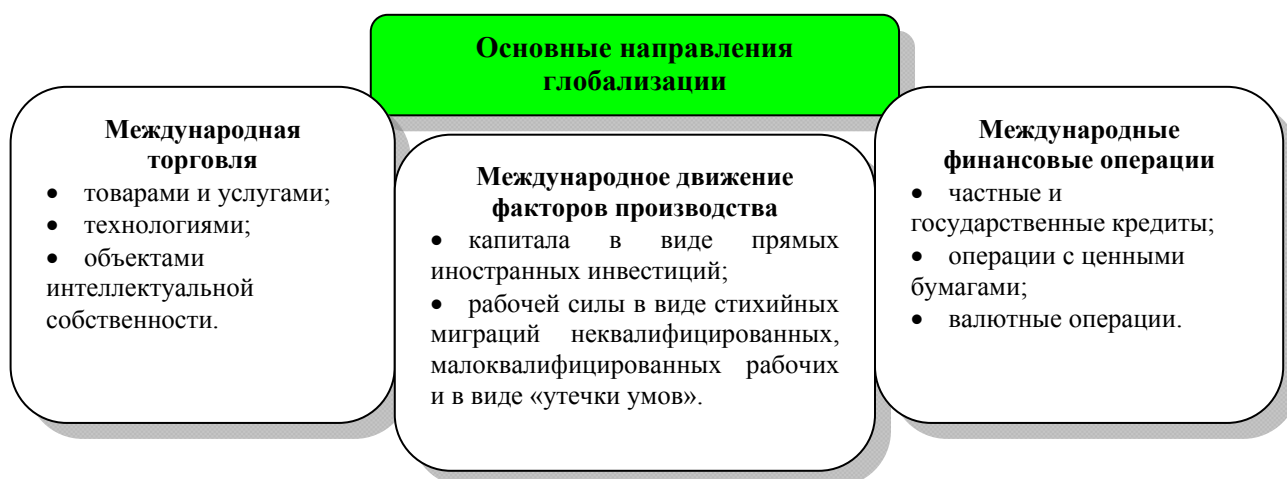 Основные направления
глобализации
Международная
торговля
• товарами и услугами;
• технологиями;
• объектами
интеллектуальной
собственности.
Международное движение
факторов производства
• капитала в виде прямых
иностранных инвестиций;
• рабочей силы в виде стихийных
миграций неквалифицированных,
малоквалифицированных рабочих
и в виде «утечки умов».
Международные
финансовые операции
• частные и
государственные кредиты;
• операции с ценными
бумагами;
• валютные операции.